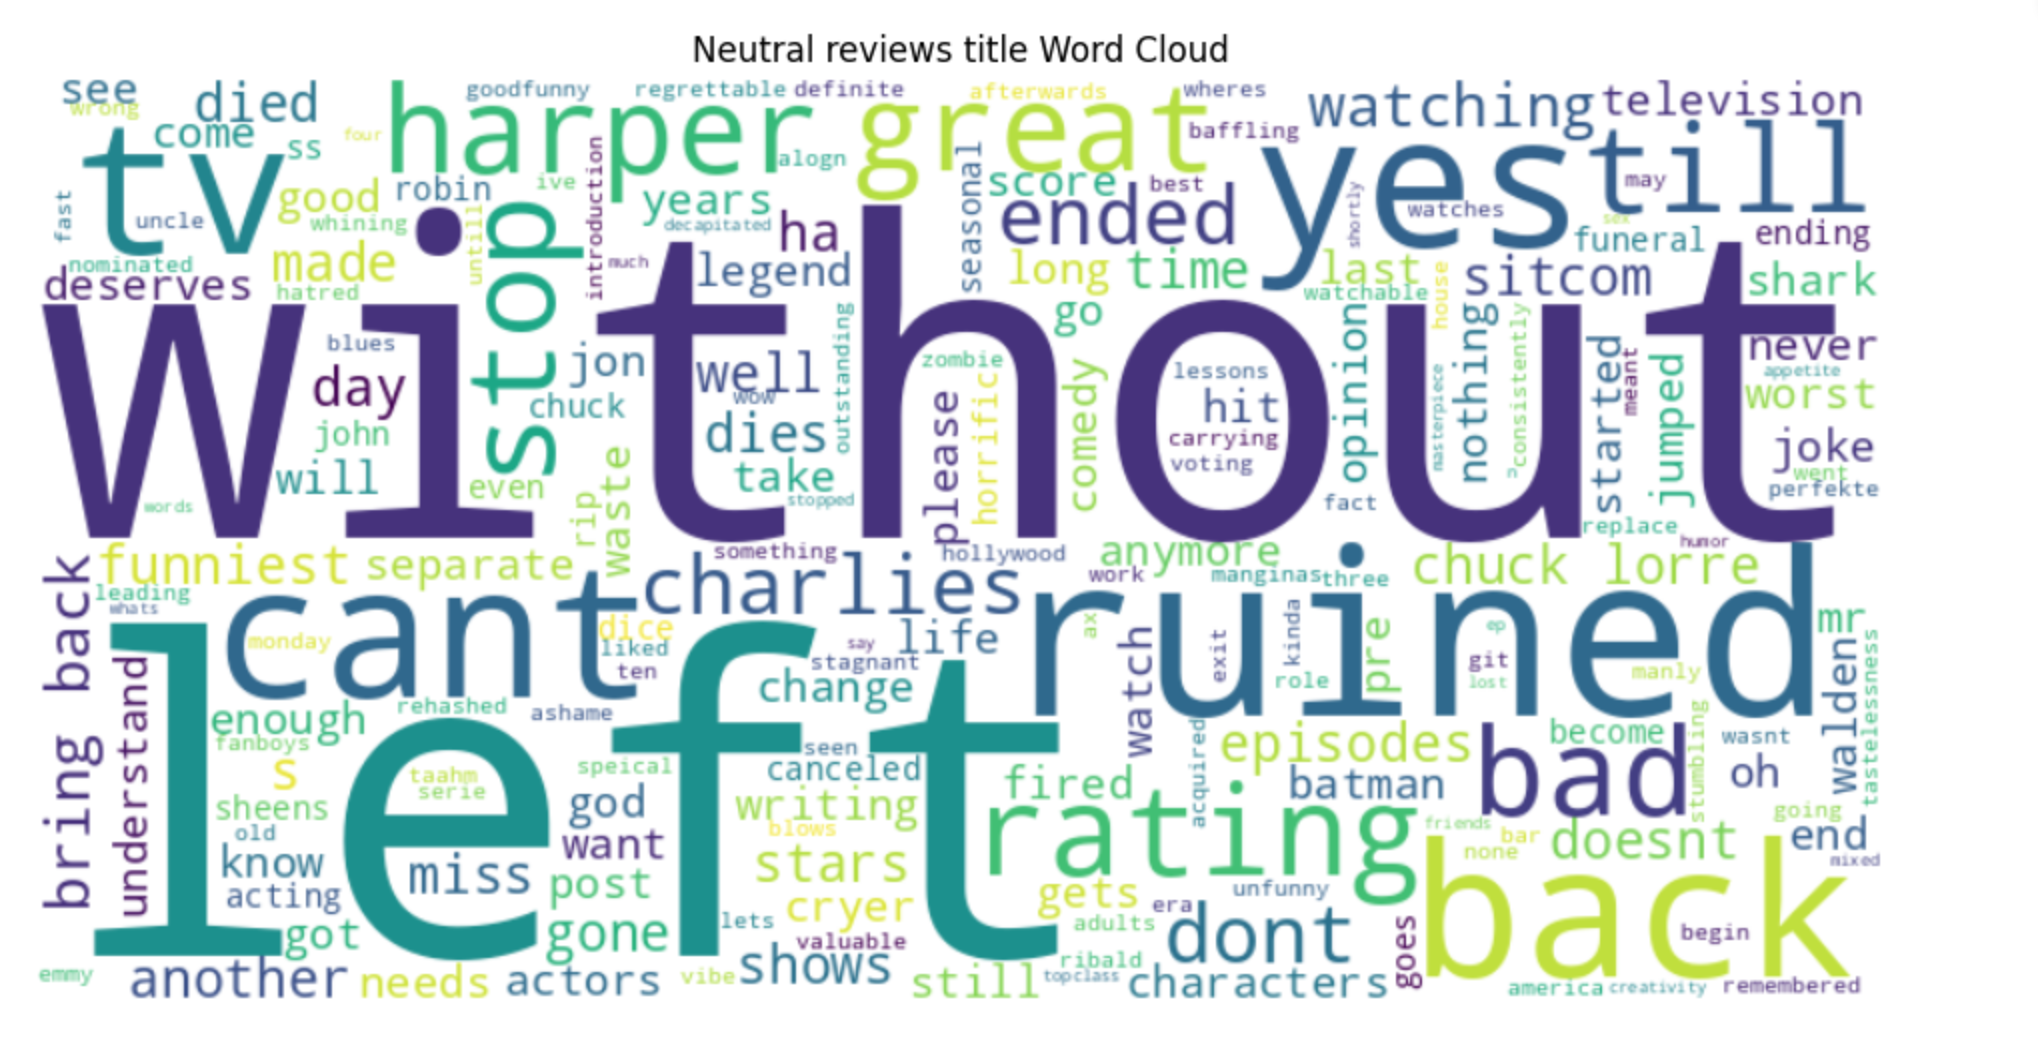 Neutral reviews title Word Cloud
see
wrong
died
come
ss
four
tv
fast
uncle
nominated
deserves
good
whining
made
hatred
harper
goodfunny
regrettable
definite
afterwards
wheres
great
baffling
alogn
robin
ive
untill
stop
introduction
years
decapitated
much
ha
legend
seasonal
score
best
ended
long
time
go
watching
television
yes
till
may
shortly
watches
sex
funeral
ending
last
watchable
house
sitcom
shark
without
blues
day
john
will
words
jon
chuck
even
rip
waste
well
wow
dies
take
stopped
outstanding
zombie
please
horrific
comedy
lessons
hit
carrying
voting
opinion
fact
masterpiece
nothing
consistently
started
meant
jumped
replace
humor
never
appetite
worst
joke
went
perfekte
bring back
funniest
separate
leading
whats
something
hollywood
charlies
anymore
work
manginas
three
chuck lorre
cant
monday
dice
liked
ten
say
life
stagnant
change
ruined
ax
watch
exit
kinda
role
pre
ep
git
lost
manly
mr
walden
tastelessness
understand
left
enough
rehashed
ashame
fanboys
s
taahm
serie
sheens
old
know
acting
miss
got
speical
god
want
post
gone
seen
canceled
writing
blows
stars
cryer
lets
valuable
shows
fired
rating
acquired
episodes
batman
bad
become
stumbling
wasnt
oh
going
end
mixed
friends
bar
none
doesnt
gets
era
unfunny
adults
ribald
dont
goes
back
begin
emmy
another
needs
actors
vibe
still
topclass
characters
america
creativity
remembered